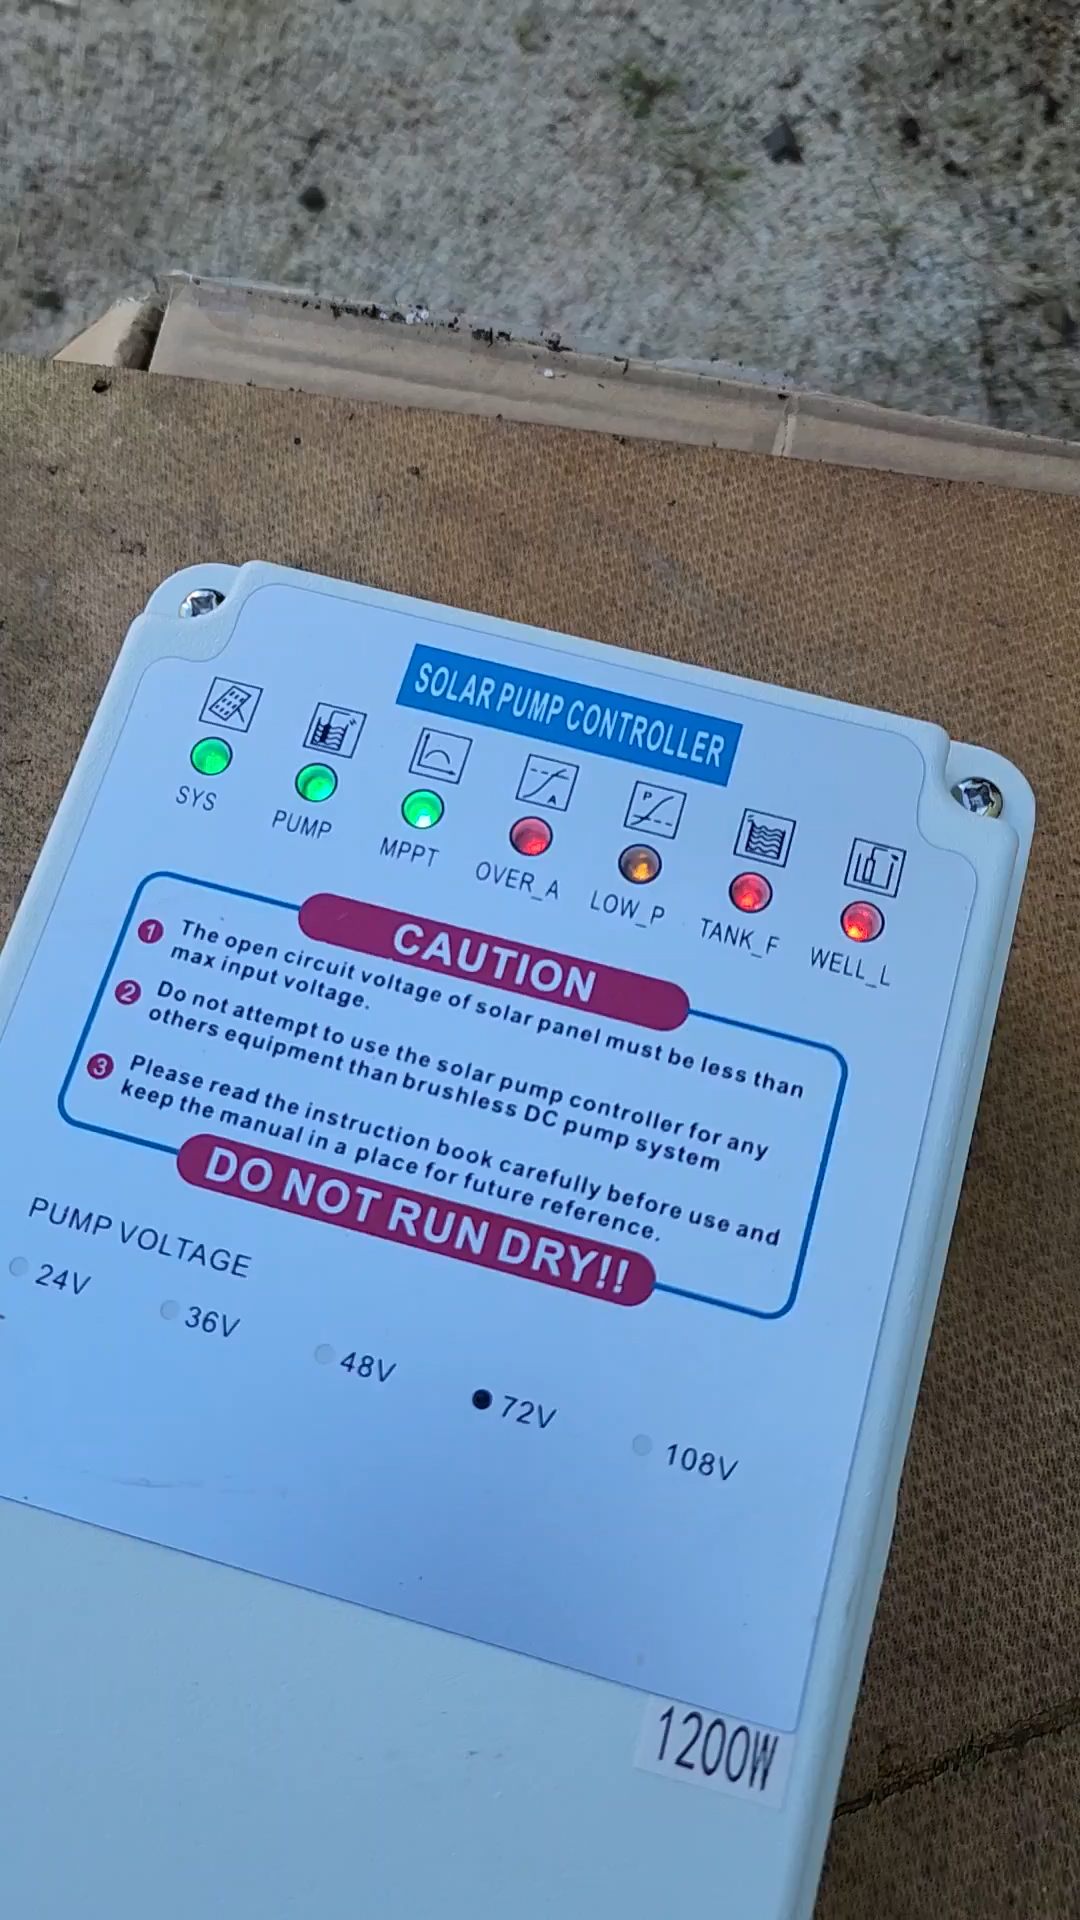 SOLAR PUMP CONTROLLER
SYS
PUMP
MPPT
A
OVER_A
P
LOW_P
TANK_F
WELL_L
CAUTION
1 The open circuit voltage of solar panel must be less than
max input voltage.
2 Do not attempt to use the solar pump controller for any
others equipment than brushless DC pump system
3 Please read the instruction book carefully before use and
keep the manual in a place for future reference.
DO NOT RUN DRY!!
PUMP VOLTAGE
24V
36V
48V
72V
108V
1200W